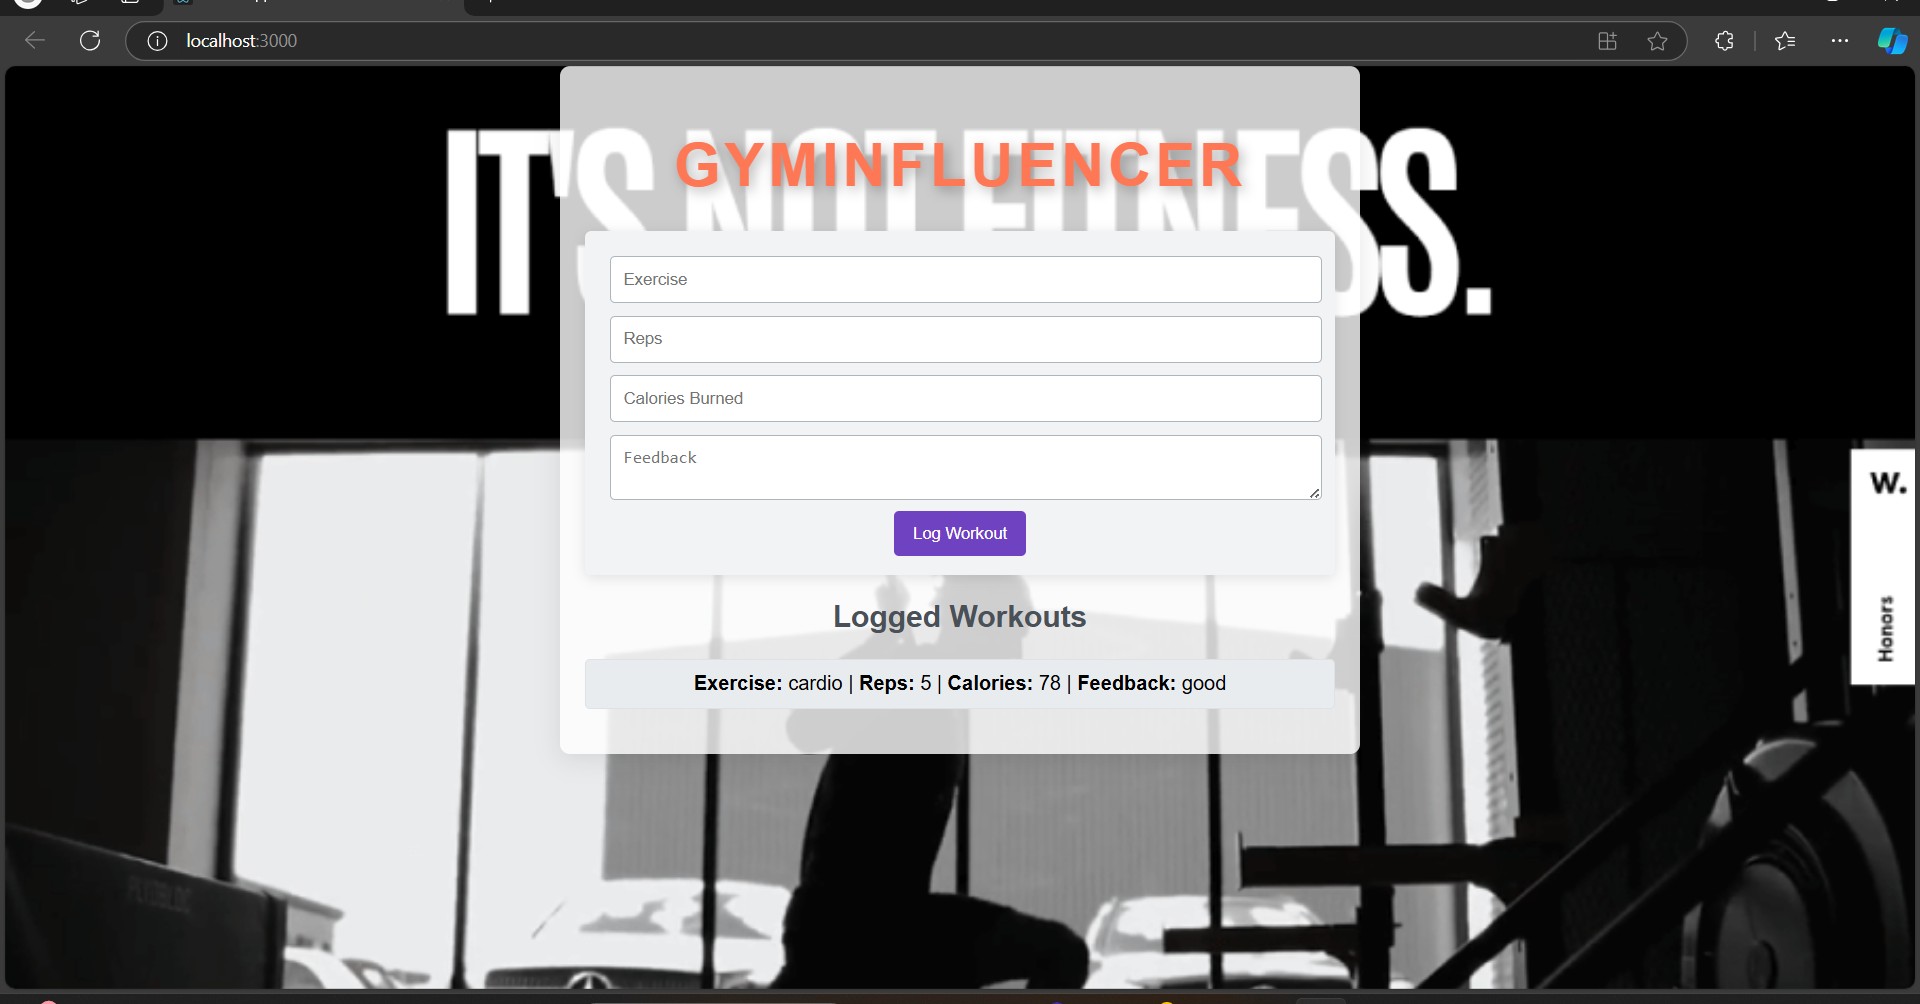 localhost:3000
IT'S NOT FITNESS.
GYMINFLUENCER
Exercise
Reps
Calories Burned
Feedback
Log Workout
W.
Honors
Logged Workouts
Exercise: cardio | Reps: 5 | Calories: 78 | Feedback: good